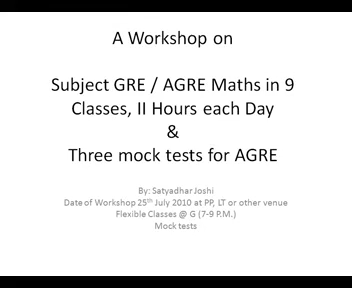 A Workshop on
Subject GRE / AGRE Maths in 9
Classes, II Hours each Day
&
Three mock tests for AGRE
By: Satyadhar Joshi
Date of Workshop 25th July 2010 at PP, LT or other venue
Flexible Classes @ G (7-9 P.M.)
Mock tests